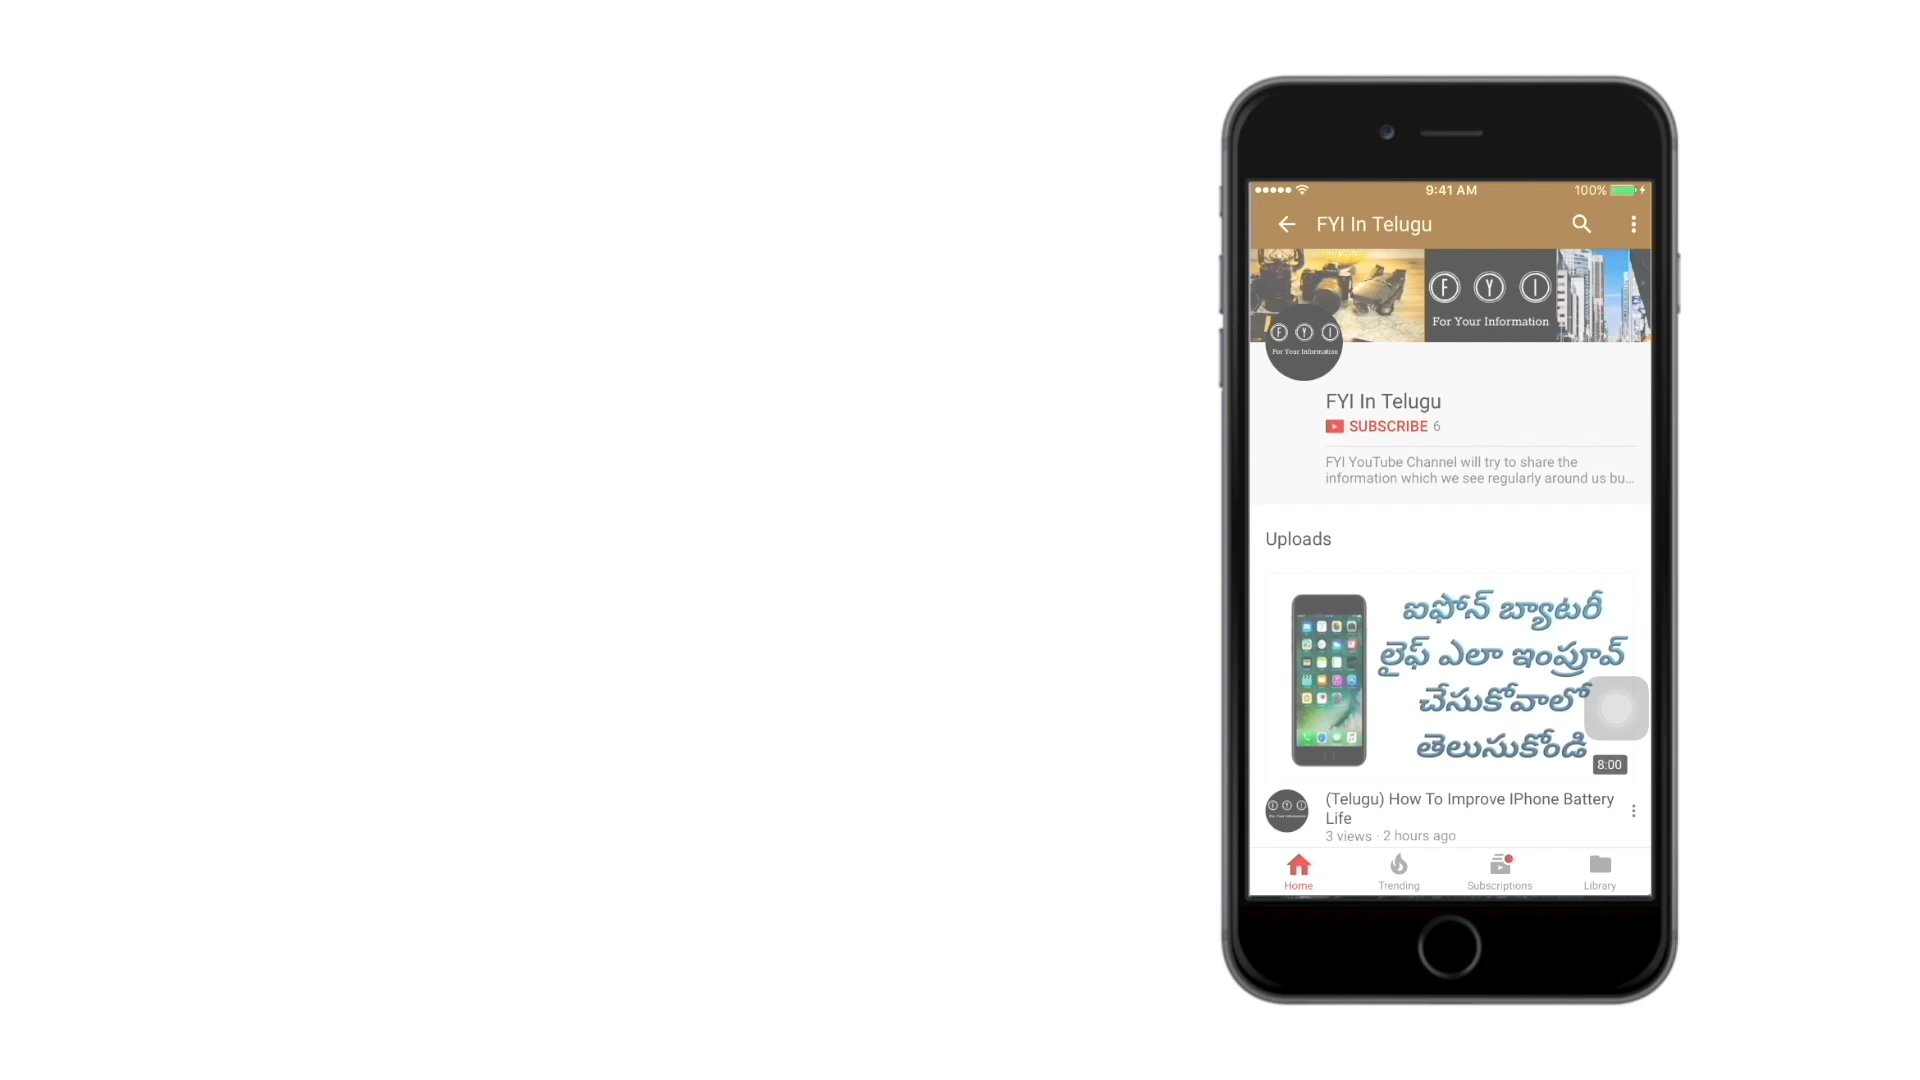 9:41 AM 100%
FYI In Telugu
F Y I
For Your Information
F Y I
For Your Information
FYI In Telugu
SUBSCRIBE 6
FYI YouTube Channel will try to share the
information which we see regularly around us bu...
Uploads
ఐఫోన్ బ్యాటరీ
లైఫ్ ఎలా ఇంప్రూవ్
చేసుకోవాలో
తెలుసుకోండి
8:00
(Telugu) How To Improve IPhone Battery
Life
3 views · 2 hours ago
Home Trending Subscriptions Library